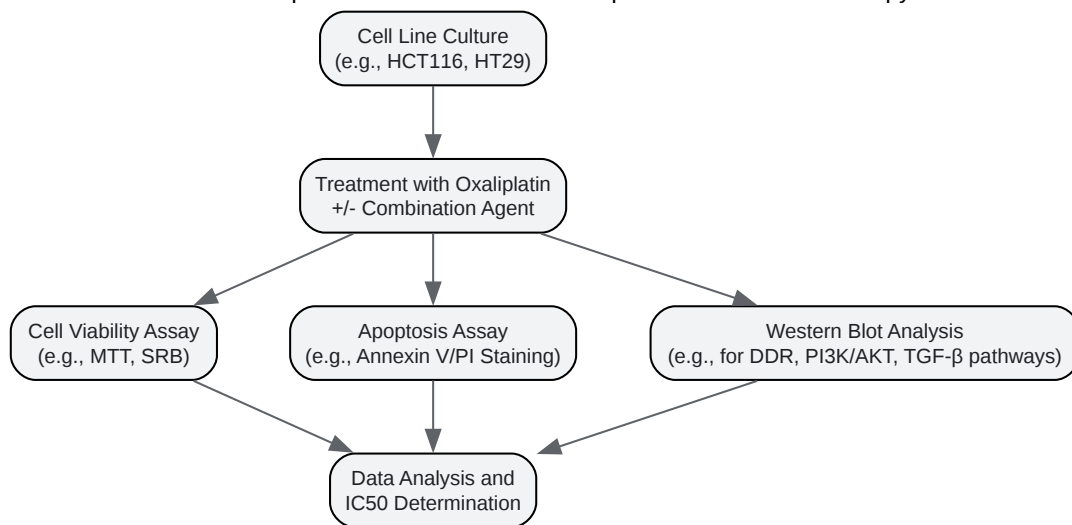 Cell Line Culture
(e.g., HCT116, HT29)
Treatment with Oxaliplatin
+/- Combination Agent
Cell Viability Assay
(e.g., MTT, SRB)
Apoptosis Assay
(e.g., Annexin V/PI Staining)
Western Blot Analysis
(e.g., for DDR, PI3K/AKT, TGF-β pathways)
Data Analysis and
IC50 Determination